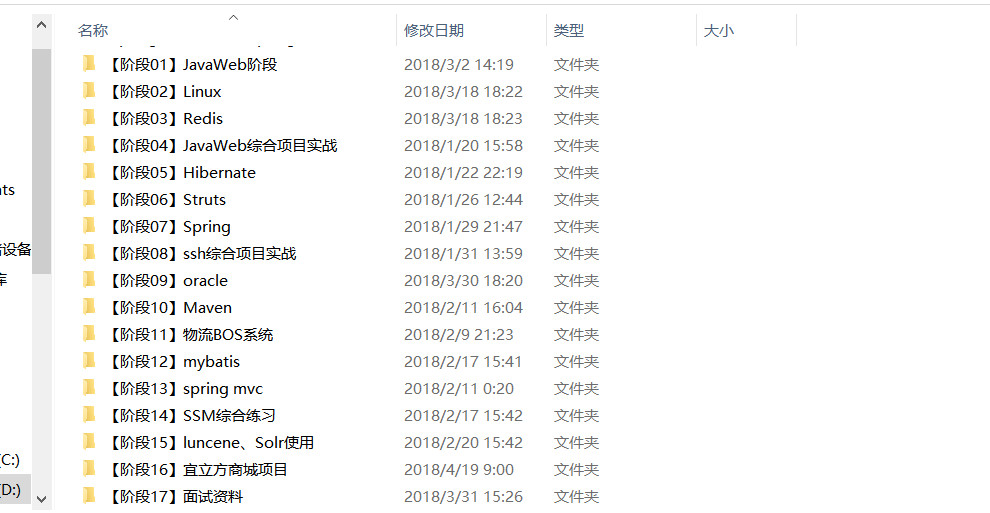 名称 修改日期 类型 大小
【阶段01】JavaWeb阶段 2018/3/2 14:19 文件夹
【阶段02】Linux 2018/3/18 18:22 文件夹
【阶段03】Redis 2018/3/18 18:23 文件夹
【阶段04】JavaWeb综合项目实战 2018/1/20 15:58 文件夹
【阶段05】Hibernate 2018/1/22 22:19 文件夹
【阶段06】Struts 2018/1/26 12:44 文件夹
nts
【阶段07】Spring 2018/1/29 21:47 文件夹
设备
【阶段08】ssh综合项目实战 2018/1/31 13:59 文件夹
库
【阶段09】oracle 2018/3/30 18:20 文件夹
【阶段10】Maven 2018/2/11 16:04 文件夹
【阶段11】物流BOS系统 2018/2/9 21:23 文件夹
【阶段12】mybatis 2018/2/17 15:41 文件夹
【阶段13】spring mvc 2018/2/11 0:20 文件夹
【阶段14】SSM综合练习 2018/2/17 15:42 文件夹
【阶段15】luncene、Solr使用 2018/2/20 15:42 文件夹
(C:)
【阶段16】宜立方商城项目 2018/4/19 9:00 文件夹
(D:)
【阶段17】面试资料 2018/3/31 15:26 文件夹